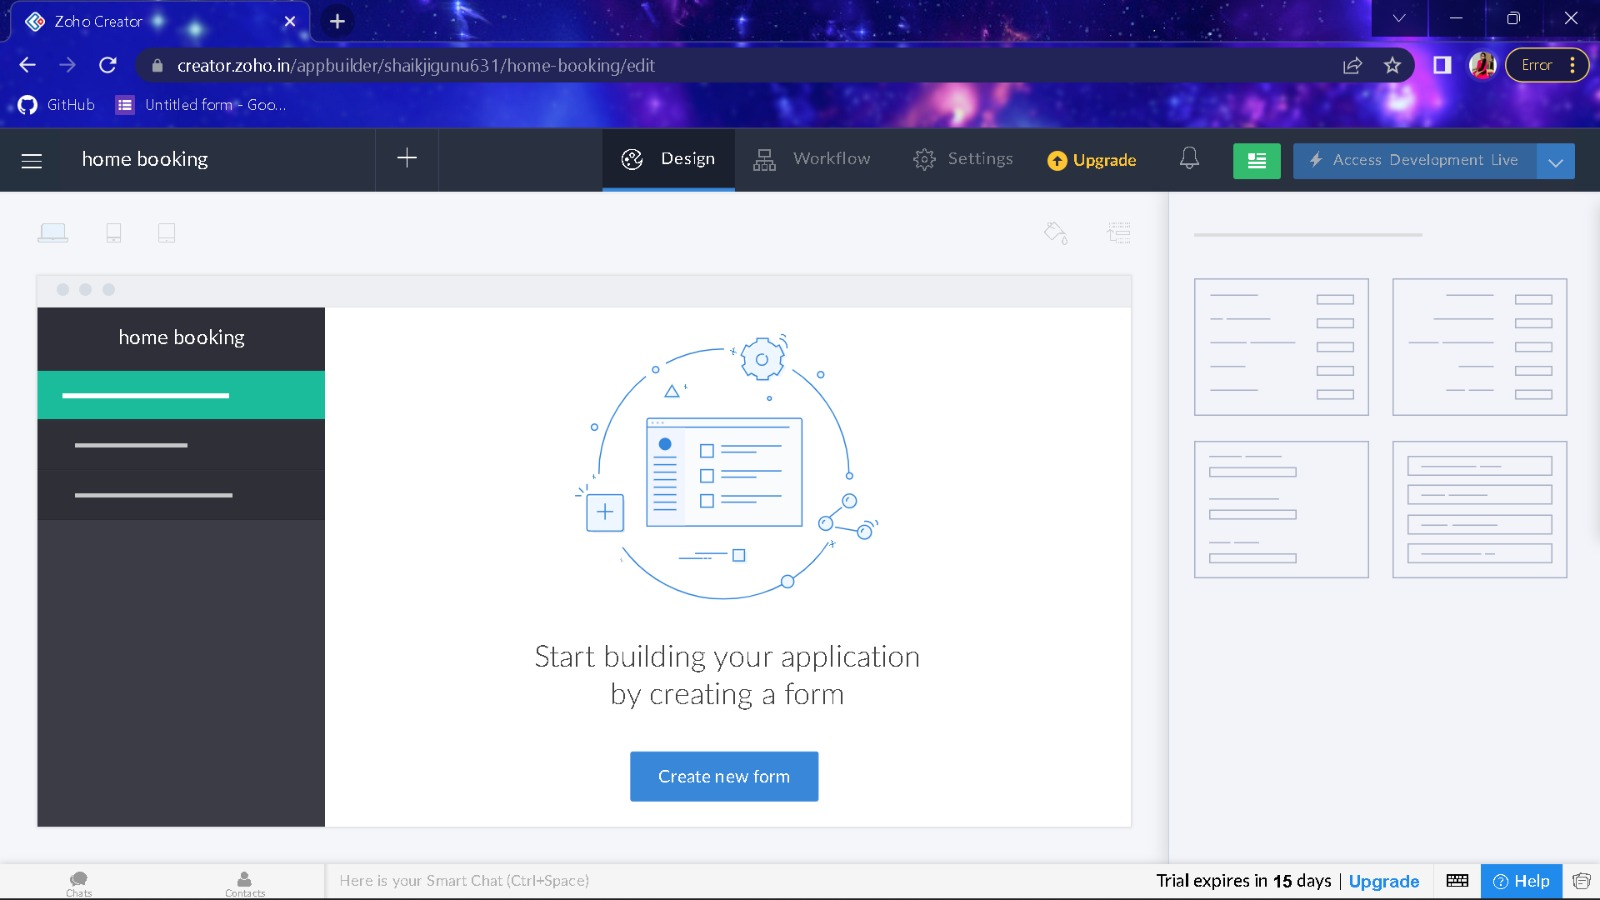 Zoho Creator
creator.zoho.in/appbuilder/shaikjigunu631/home-booking/edit
Error
GitHub
Untitled form - Goo...
home booking
Design
Workflow
Settings
Upgrade
Access Development Live
home booking
Start building your application
by creating a form
Create new form
Chats
Contacts
Here is your Smart Chat (Ctrl+Space)
Trial expires in 15 days | Upgrade
Help